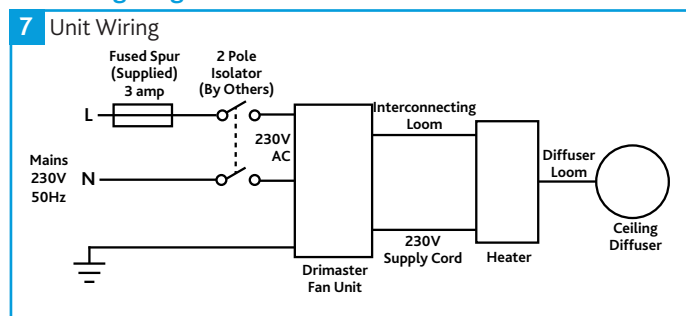 7 Unit Wiring
Fused Spur
(Supplied)
3 amp
2 Pole
Isolator
(By Others)
L
230V
AC
Interconnecting
Loom
Mains
230V
50Hz
N
Diffuser
Loom
230V
Supply Cord
Heater
Ceiling
Diffuser
Drimaster
Fan Unit